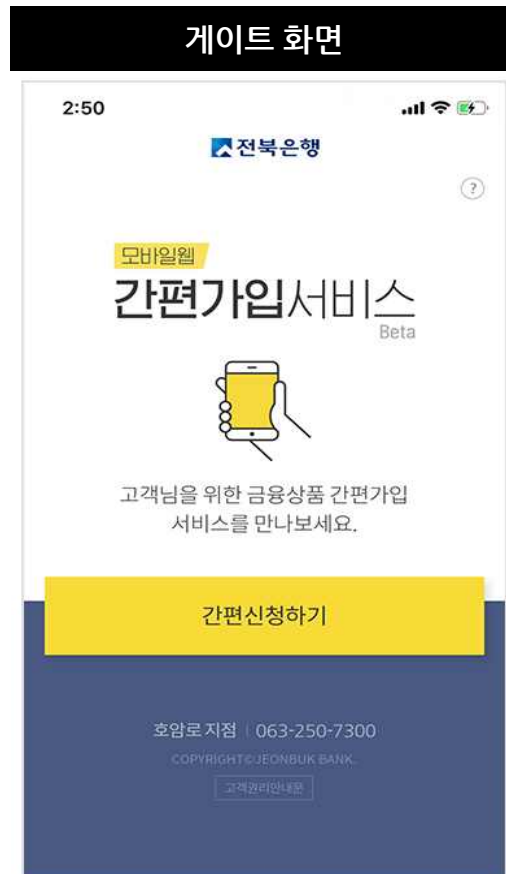 게이트 화면
2:50
전북은행
?
모바일웹
간편가입서비스
Beta
고객님을 위한 금융상품 간편가입
서비스를 만나보세요.
간편신청하기
호암로 지점 | 063-250-7300
COPYRIGHT©JEONBUK BANK.
고객권리안내문